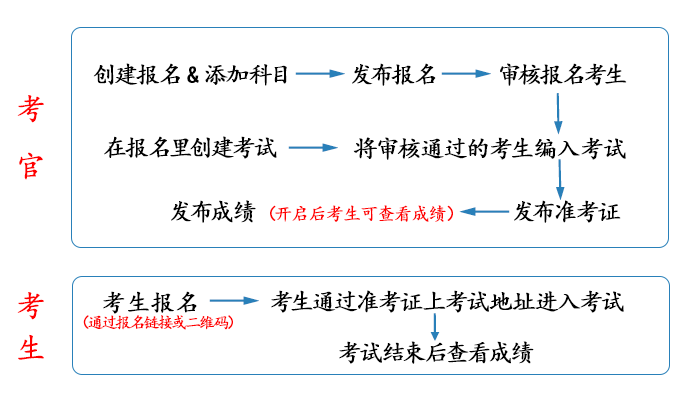 考官
创建报名 & 添加科目
发布报名
审核报名考生
在报名里创建考试
将审核通过的考生编入考试
发布成绩 (开启后考生可查看成绩)
发布准考证
考生
考生报名
(通过报名链接或二维码)
考生通过准考证上考试地址进入考试
考试结束后查看成绩